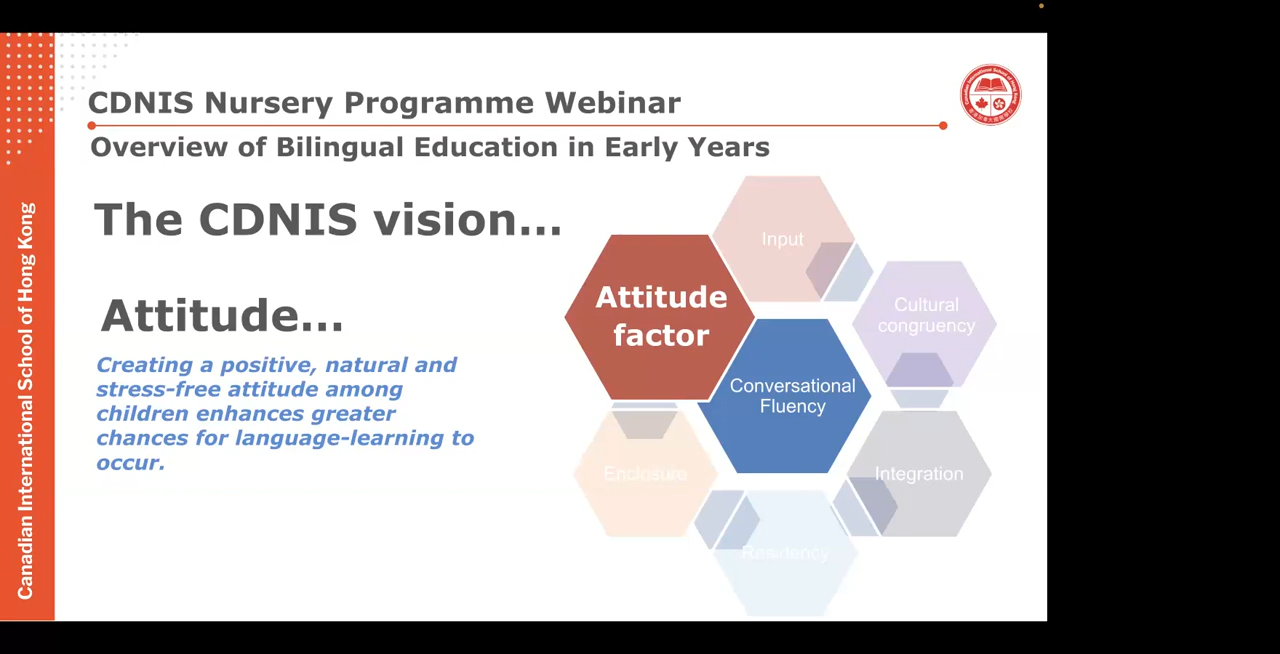 CDNIS Nursery Programme Webinar
Overview of Bilingual Education in Early Years
The CDNIS vision...
Attitude...
Creating a positive, natural and
stress-free attitude among
children enhances greater
chances for language-learning to
occur.
Input
Attitude
factor
Cultural
congruency
Conversational
Fluency
Enclosure
Integration
Residency
Canadian International School of Hong Kong